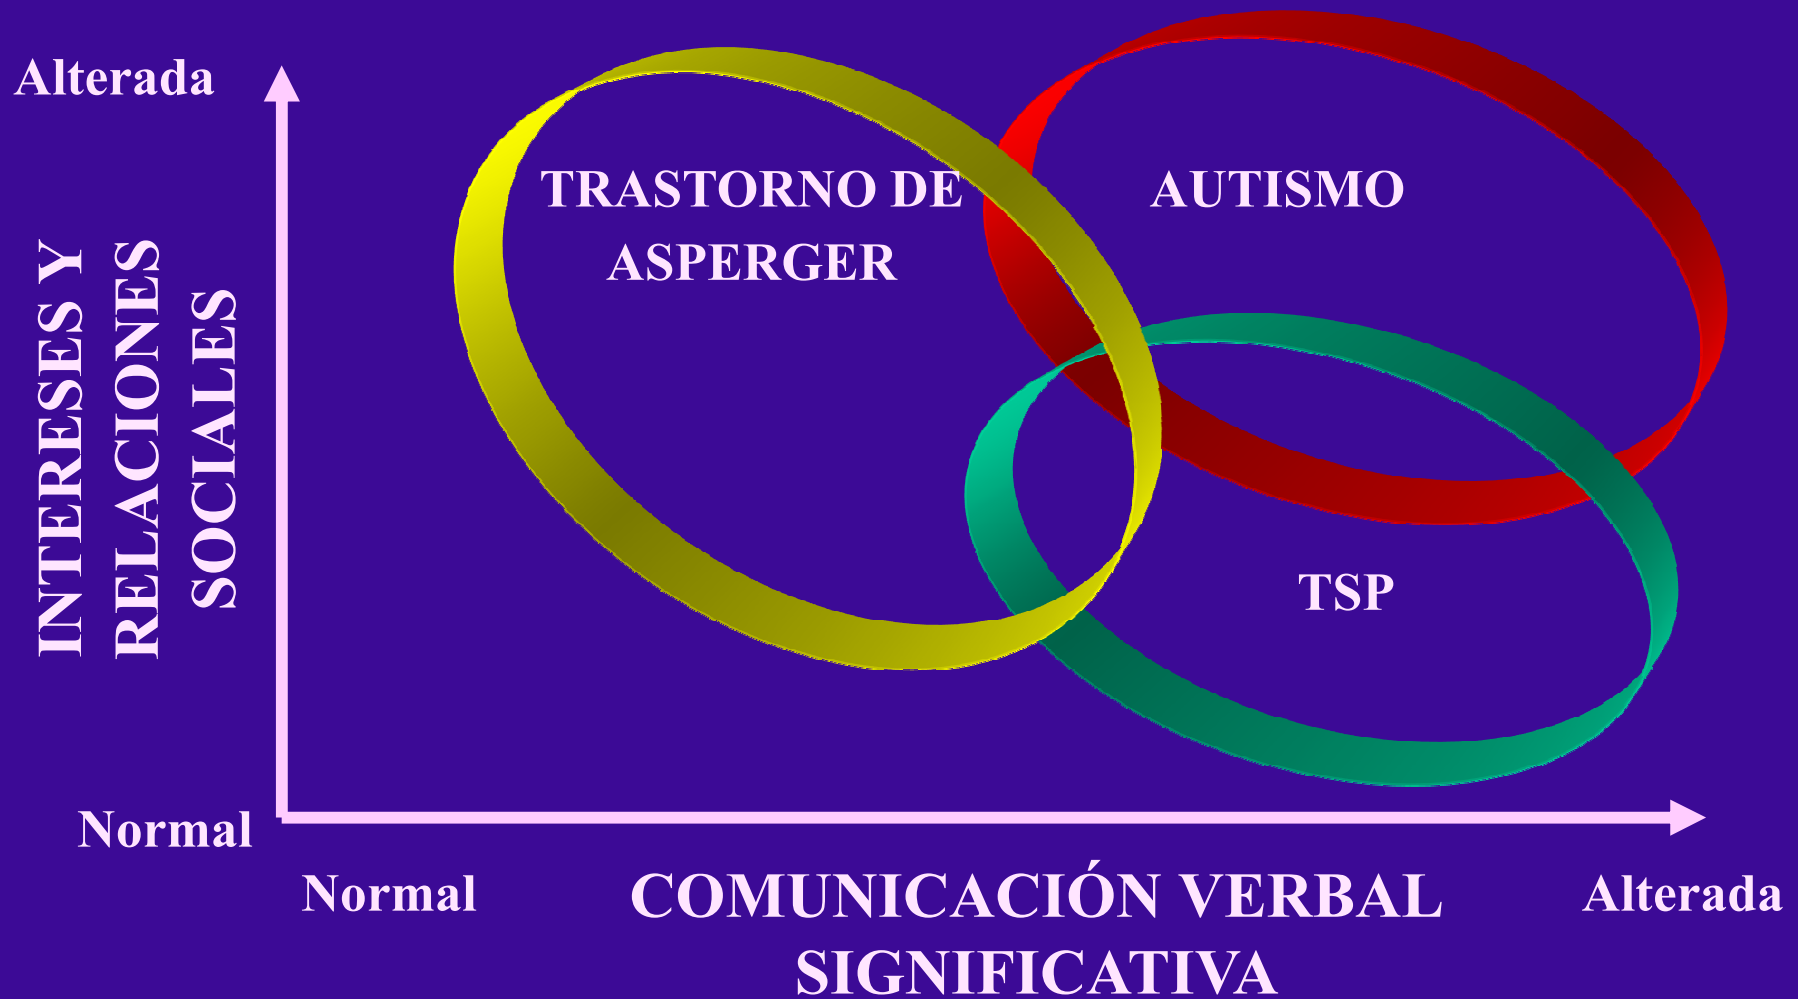 Alterada
TRASTORNO DE
ASPERGER
AUTISMO
INTERESES Y
RELACIONES
SOCIALES
TSP
Normal
Normal
COMUNICACIÓN VERBAL
SIGNIFICATIVA
Alterada